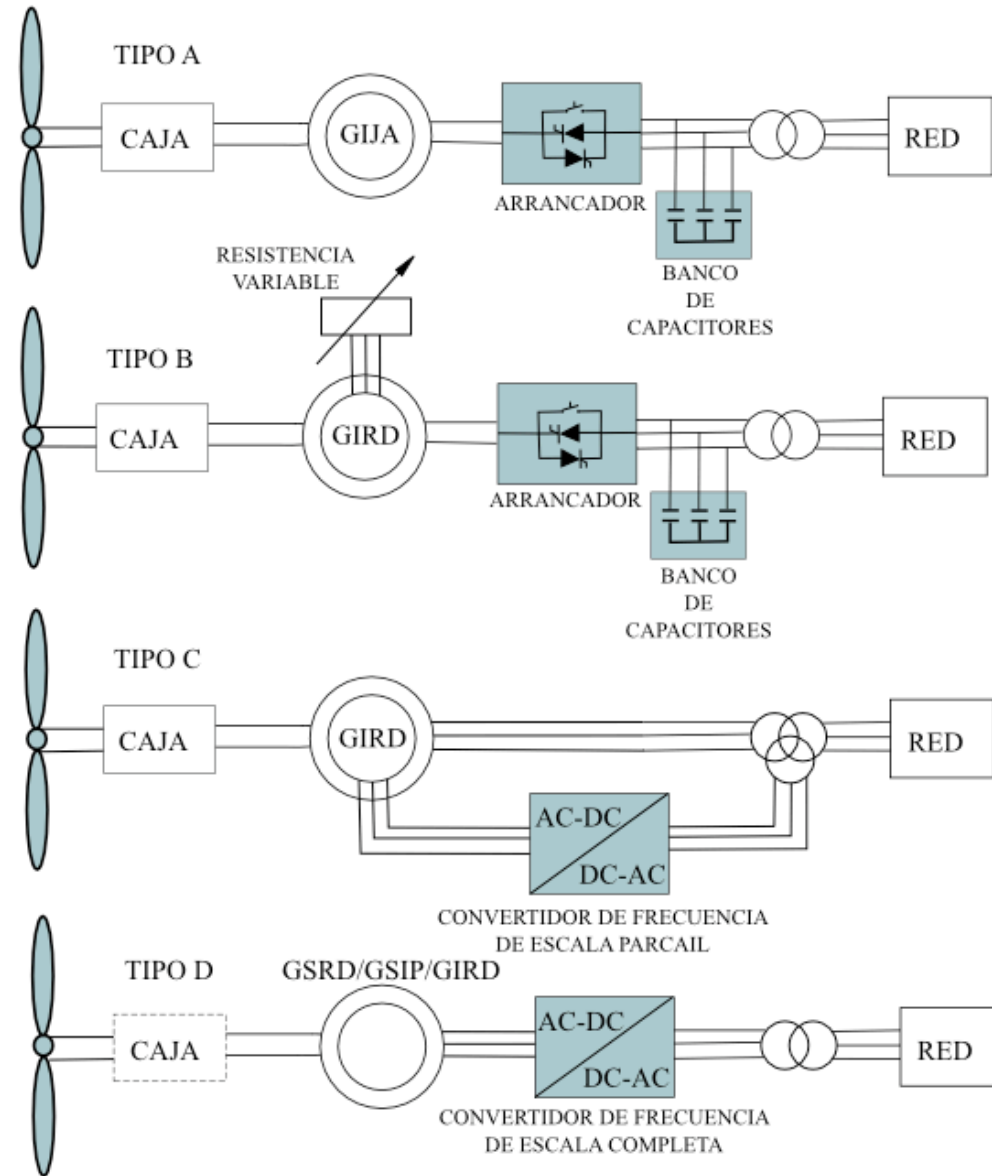 TIPO A
CAJA
GIJA
ARRANCADOR
BANCO
DE
CAPACITORES
RED
RESISTENCIA
VARIABLE
TIPO B
CAJA
GIRD
ARRANCADOR
BANCO
DE
CAPACITORES
RED
TIPO C
CAJA
GIRD
AC-DC
DC-AC
CONVERTIDOR DE FRECUENCIA
DE ESCALA PARCAIL
RED
TIPO D
CAJA
GSRD/GSIP/GIRD
AC-DC
DC-AC
CONVERTIDOR DE FRECUENCIA
DE ESCALA COMPLETA
RED